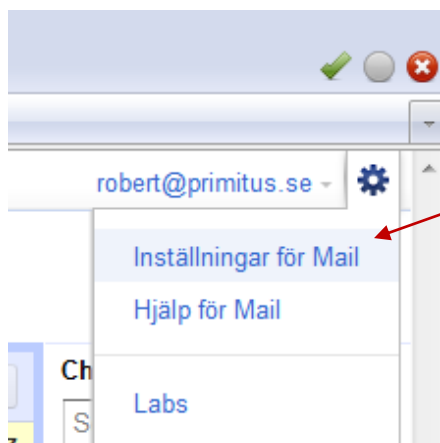 robert@primitus.se
Inställningar för Mail
Hjälp för Mail
Ch
S
Labs